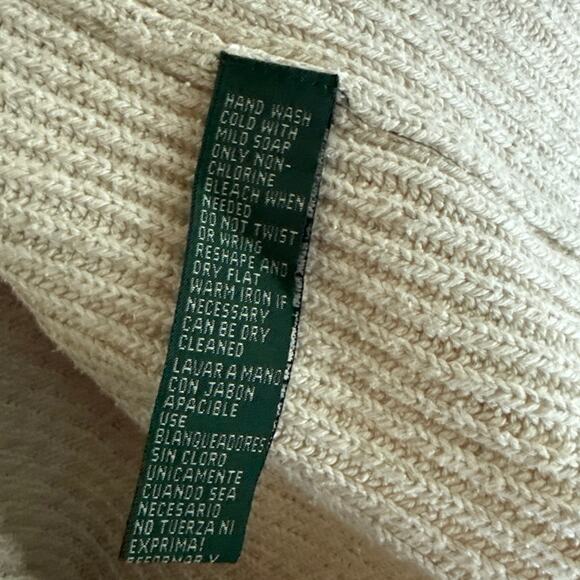 HAND WASH
COLD WITH
MILD SOAP
ONLY NON-
CHLORINE
BLEACH WHEN
NEEDED
DO NOT TWIST
OR WRING
RESHAPE AND
DRY FLAT
WARM IRON IF
NECESSARY
CAN BE DRY
CLEANED
LAVAR A MANO
CON JABON
APACIBLE
USE
BLANQUEADORES
SIN CLORO
UNICAMENTE
CUANDO SEA
NECESARIO
NO TUERZA NI
EXPRIMA!
REFORMAR Y